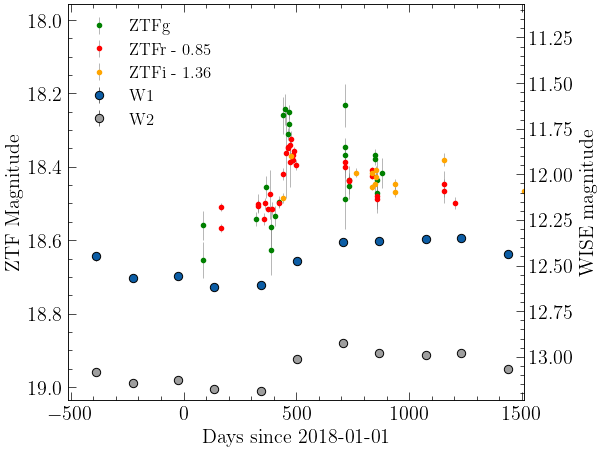 ZTFg
ZTFr - 0.85
ZTFi - 1.36
W1
W2
18.0
18.2
18.4
18.6
18.8
19.0
ZTF Magnitude
11.25
11.50
11.75
12.00
12.25
12.50
12.75
13.00
WISE magnitude
−500
0
500
1000
1500
Days since 2018-01-01